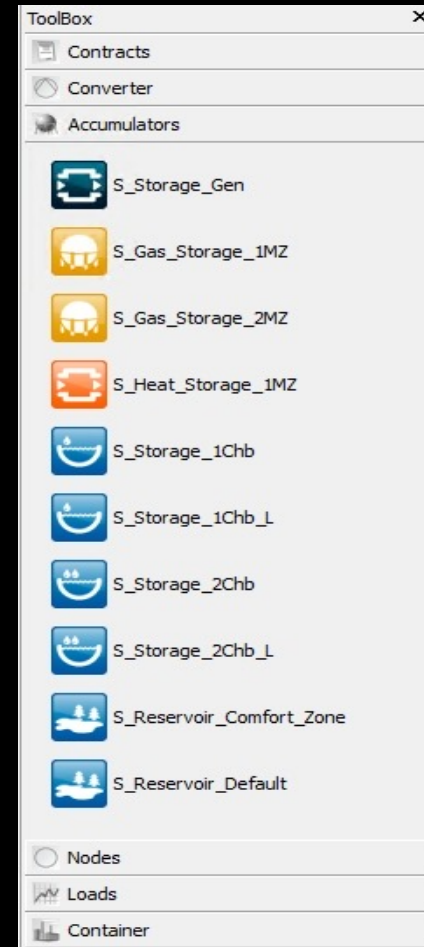 ToolBox
Contracts
Converter
Accumulators
S_Storage_Gen
S_Gas_Storage_1MZ
S_Gas_Storage_2MZ
S_Heat_Storage_1MZ
S_Storage_1Chb
S_Storage_1Chb_L
S_Storage_2Chb
S_Storage_2Chb_L
S_Reservoir_Comfort_Zone
S_Reservoir_Default
Nodes
Loads
Container